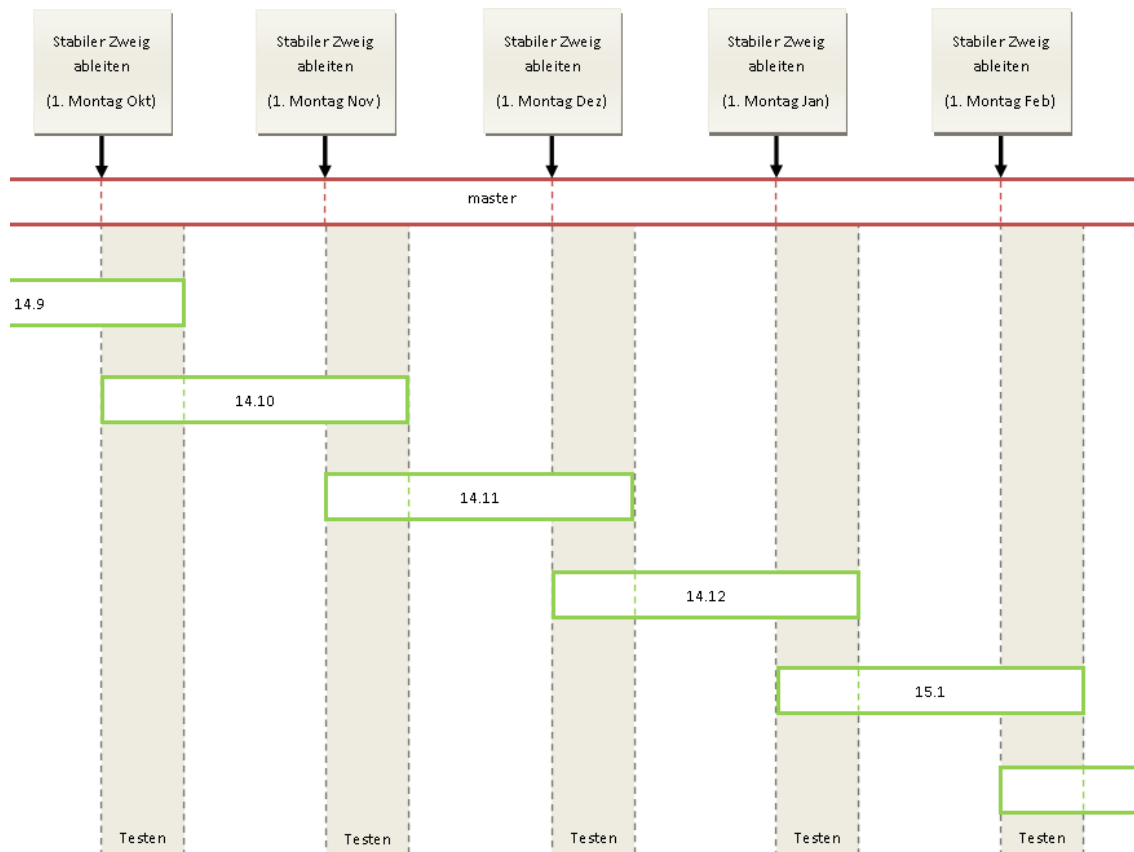 Stabiler Zweig
ableiten
(1. Montag Okt)
Stabiler Zweig
ableiten
(1. Montag Nov)
Stabiler Zweig
ableiten
(1. Montag Dez)
Stabiler Zweig
ableiten
(1. Montag Jan)
Stabiler Zweig
ableiten
(1. Montag Feb)
master
14.9
14.10
14.11
14.12
15.1
Testen
Testen
Testen
Testen
Testen